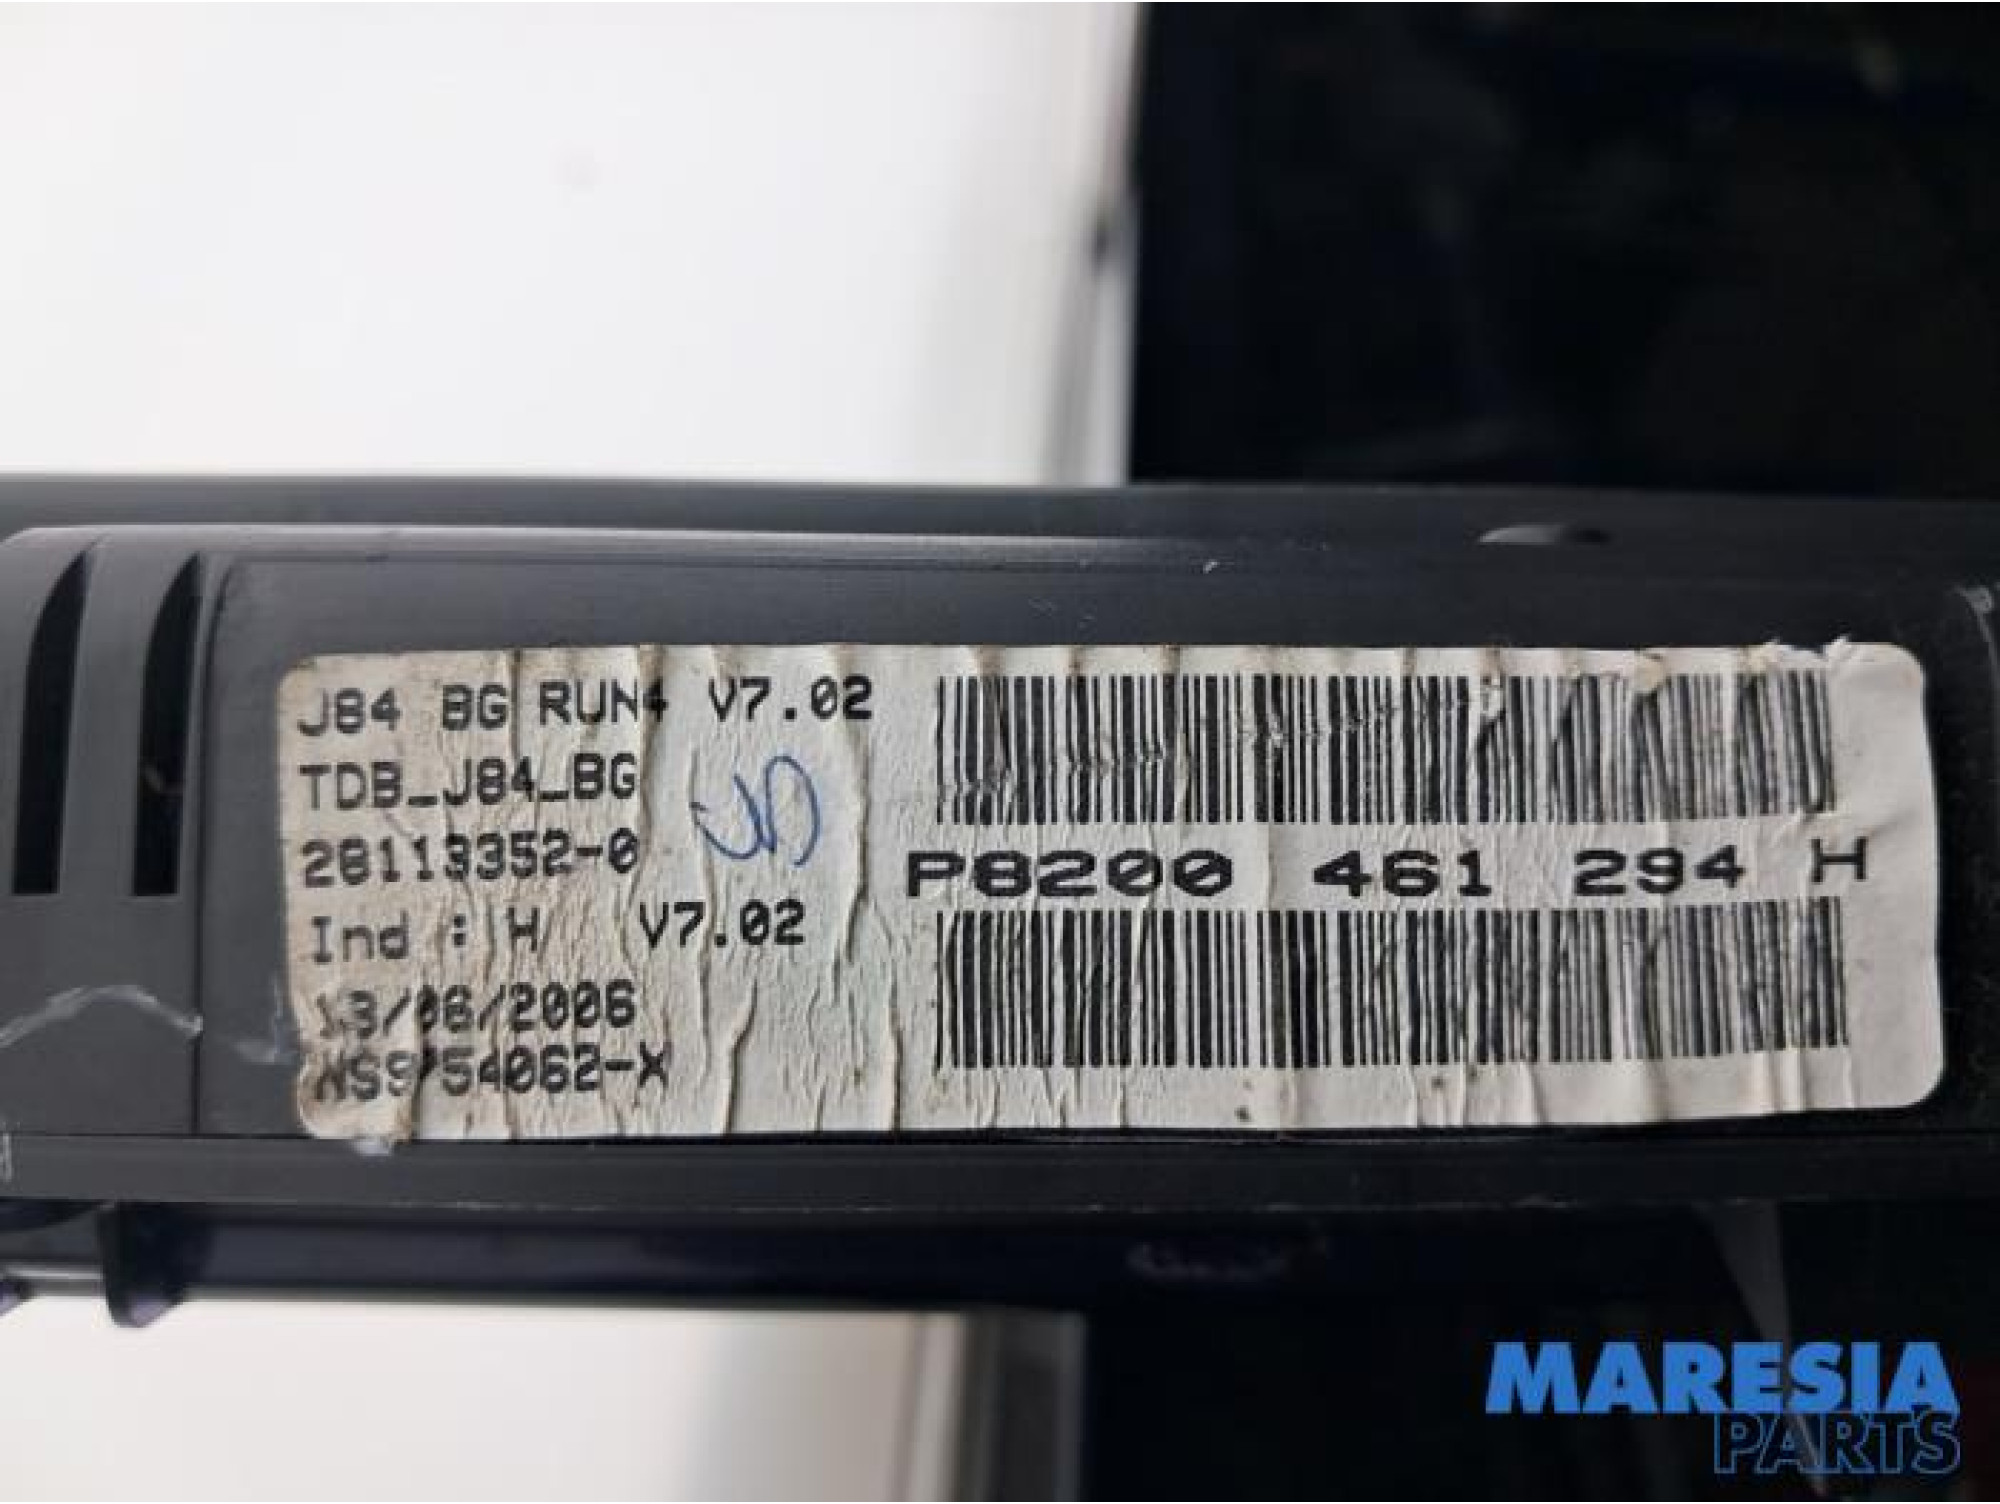 J84 BG RUN4 V7.02
TDB_J84_BG
28113352-0
Ind : H V7.02
13/06/2006
P8200 461 294 H
MARESIA
PARTS